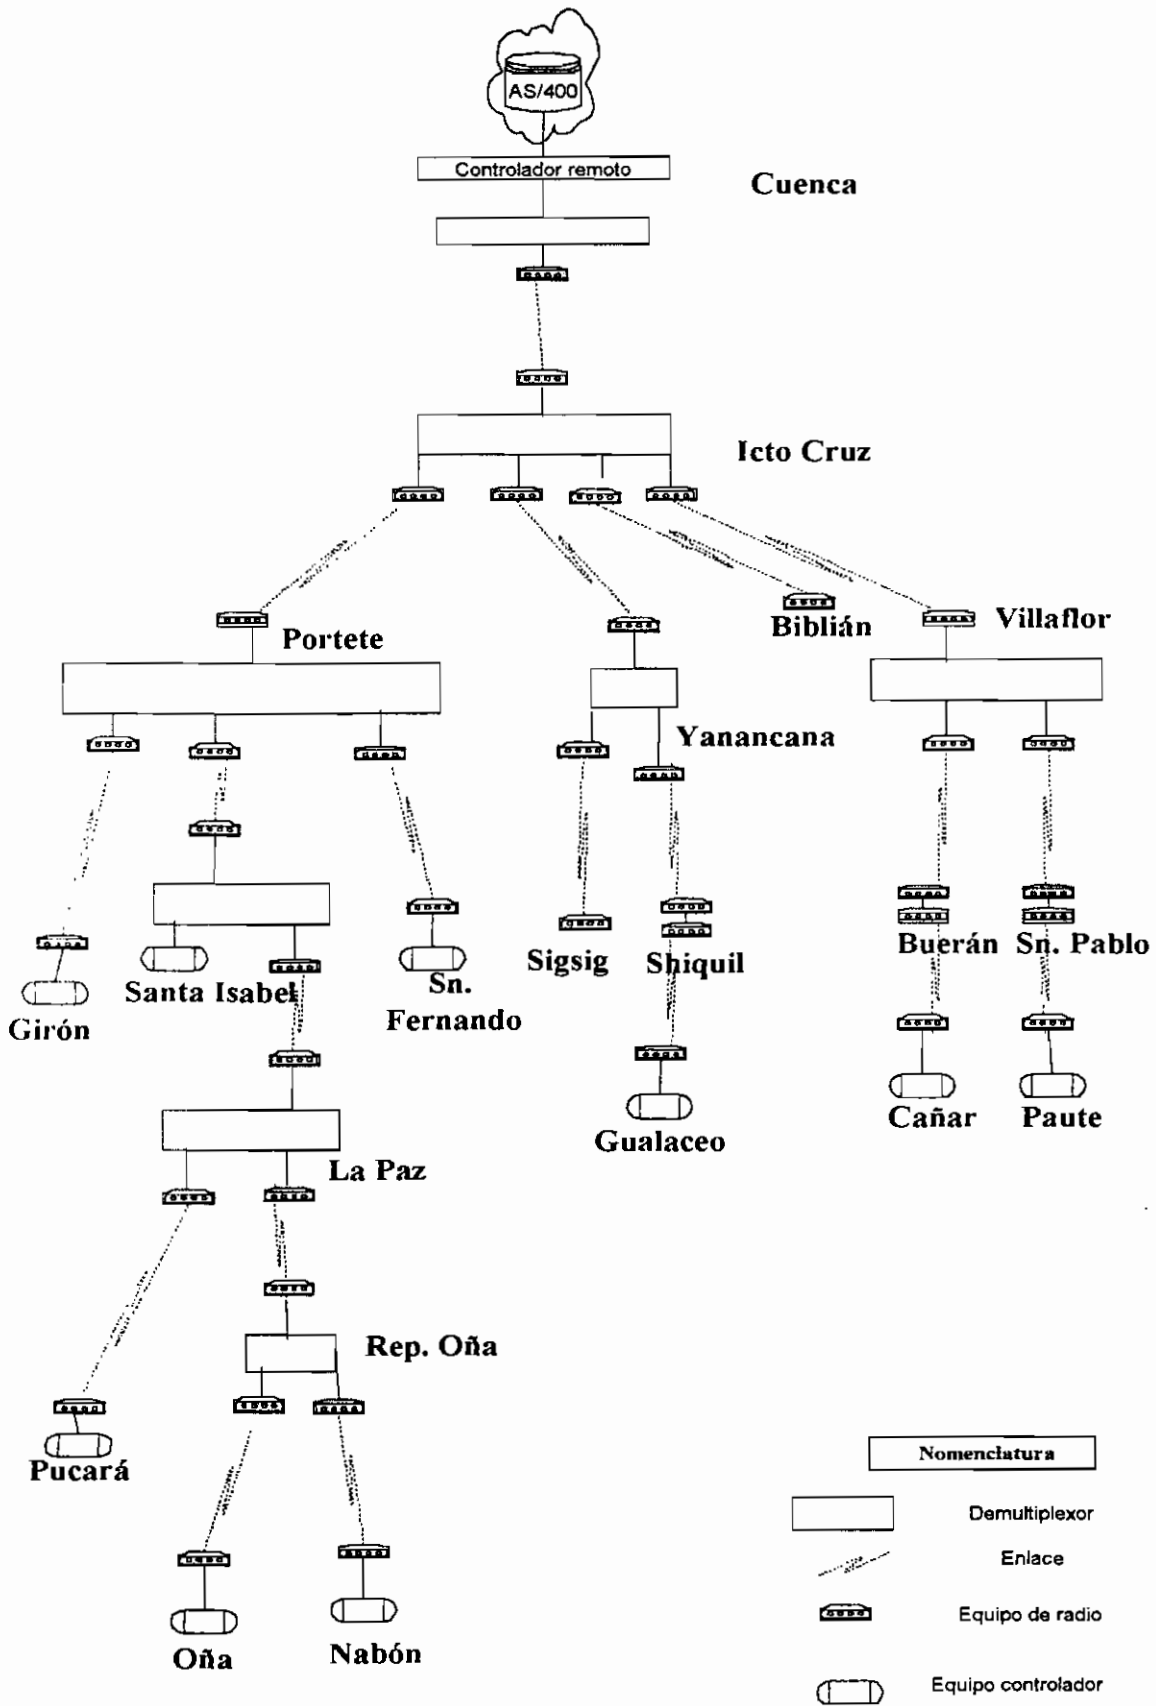 AS/400
Controlador remoto
Cuenca
Icto Cruz
Portete
Biblián
Villaflor
Yanancana
Sigsig
Shiquil
Buerán
Sn. Pablo
Santa Isabel
Sn.
Fernando
Girón
Gualaceo
Cañar
Paute
La Paz
Rep. Oña
Pucará
Oña
Nabón
Nomenclatura
Demultiplexor
Enlace
Equipo de radio
Equipo controlador